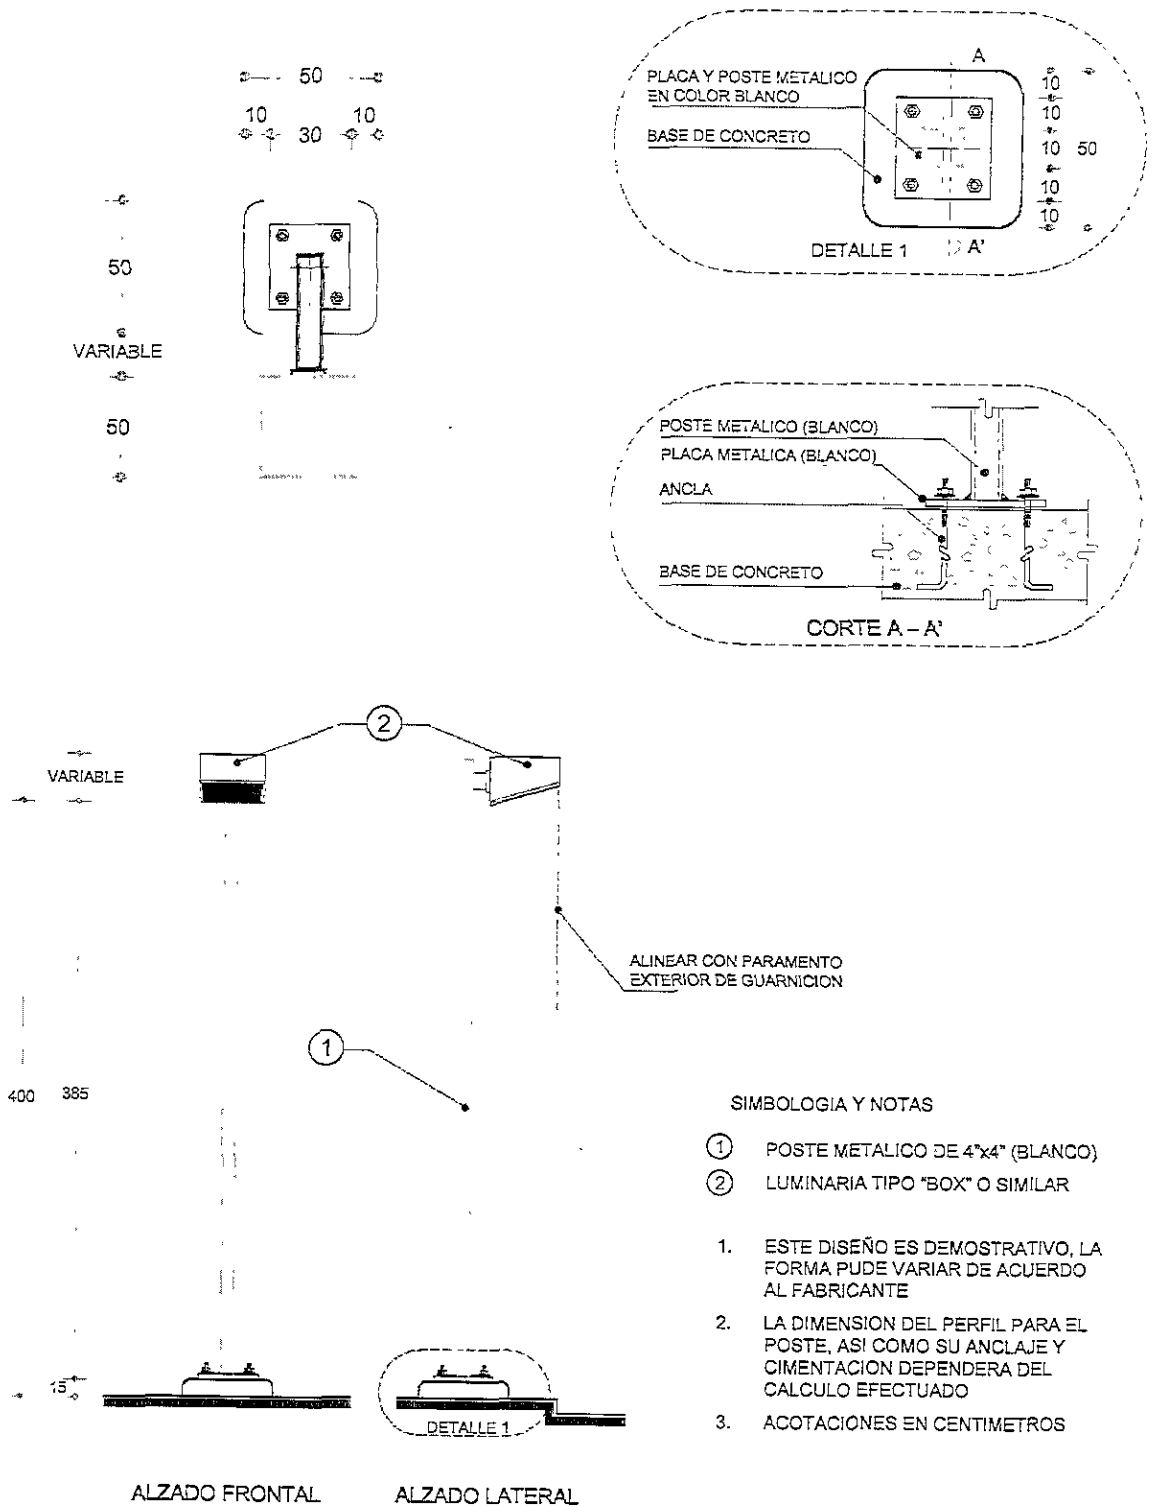 50
10 30 10
50
VARIABLE
50
PLACA Y POSTE METALICO
EN COLOR BLANCO
BASE DE CONCRETO
A
10
10
10 50
10
10
DETALLE 1
A'
POSTE METALICO (BLANCO)
PLACA METALICA (BLANCO)
ANCLA
BASE DE CONCRETO
CORTE A – A'
2
VARIABLE
ALINEAR CON PARAMENTO
EXTERIOR DE GUARNICION
1
400 385
15
DETALLE 1
ALZADO FRONTAL
ALZADO LATERAL
SIMBOLOGIA Y NOTAS
1 POSTE METALICO DE 4"x4" (BLANCO)
2 LUMINARIA TIPO "BOX" O SIMILAR
1. ESTE DISEÑO ES DEMOSTRATIVO, LA
FORMA PUDE VARIAR DE ACUERDO
AL FABRICANTE
2. LA DIMENSION DEL PERFIL PARA EL
POSTE, ASI COMO SU ANCLAJE Y
CIMENTACION DEPENDERA DEL
CALCULO EFECTUADO
3. ACOTACIONES EN CENTIMETROS